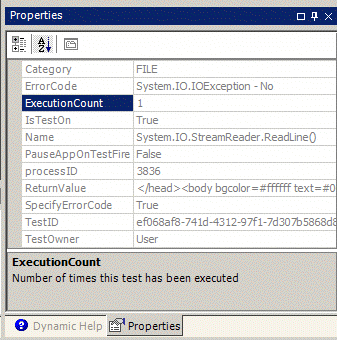 Properties
Category FILE
ErrorCode System.IO.IOException - No
ExecutionCount 1
IsTestOn True
Name System.IO.StreamReader.ReadLine()
PauseAppOnTestFire False
processID 3836
ReturnValue </head><body bgcolor=#ffffff text=#0
SpecifyErrorCode True
TestID ef068af8-741d-4312-97f1-7d307b5868d8
TestOwner User
ExecutionCount
Number of times this test has been executed
Dynamic Help Properties